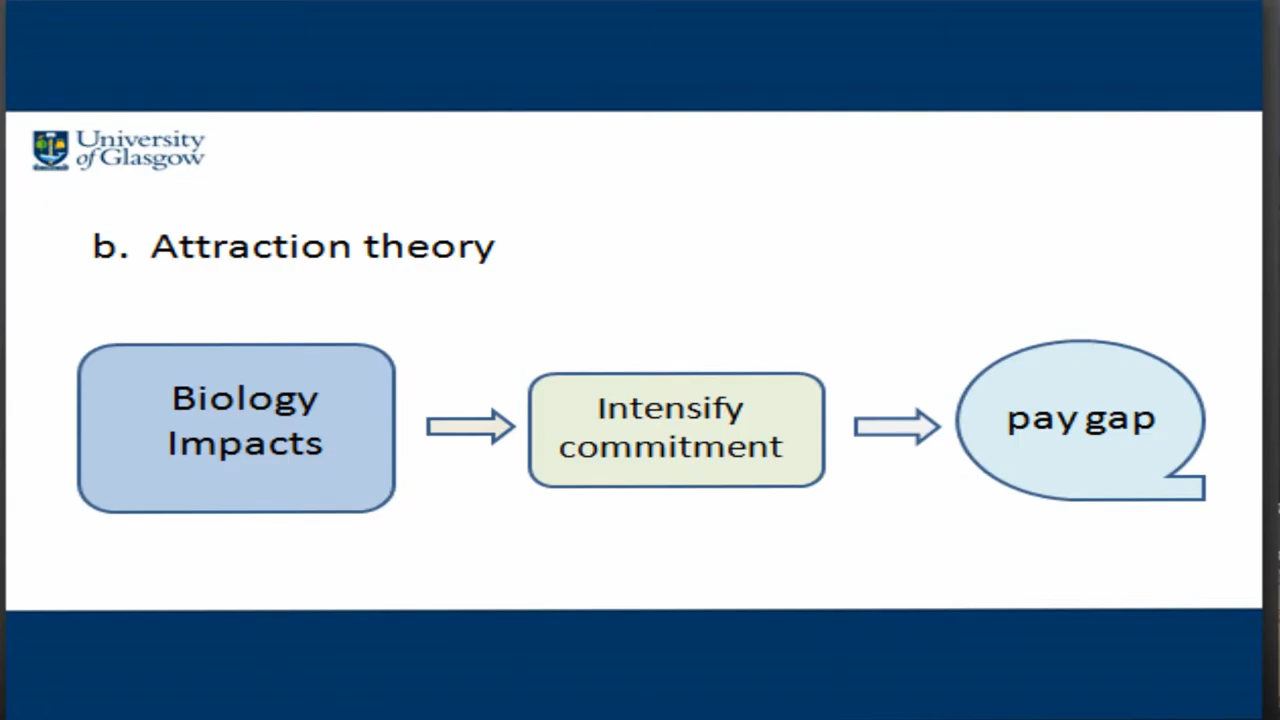 University
of Glasgow
b. Attraction theory
Biology
Impacts
Intensify
commitment
pay gap